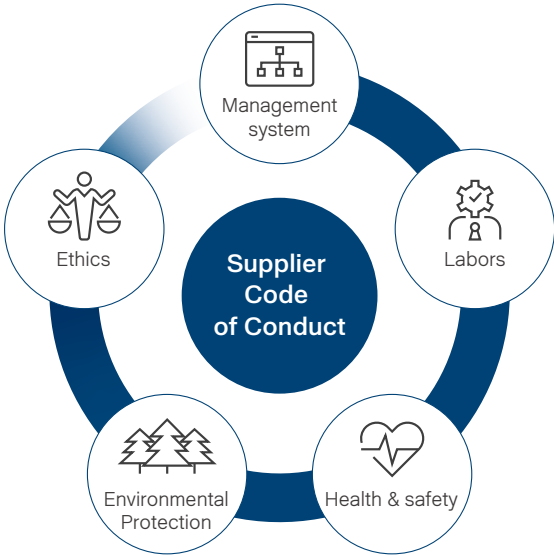 Management
system
Ethics
Labors
Supplier
Code
of Conduct
Environmental
Protection
Health & safety